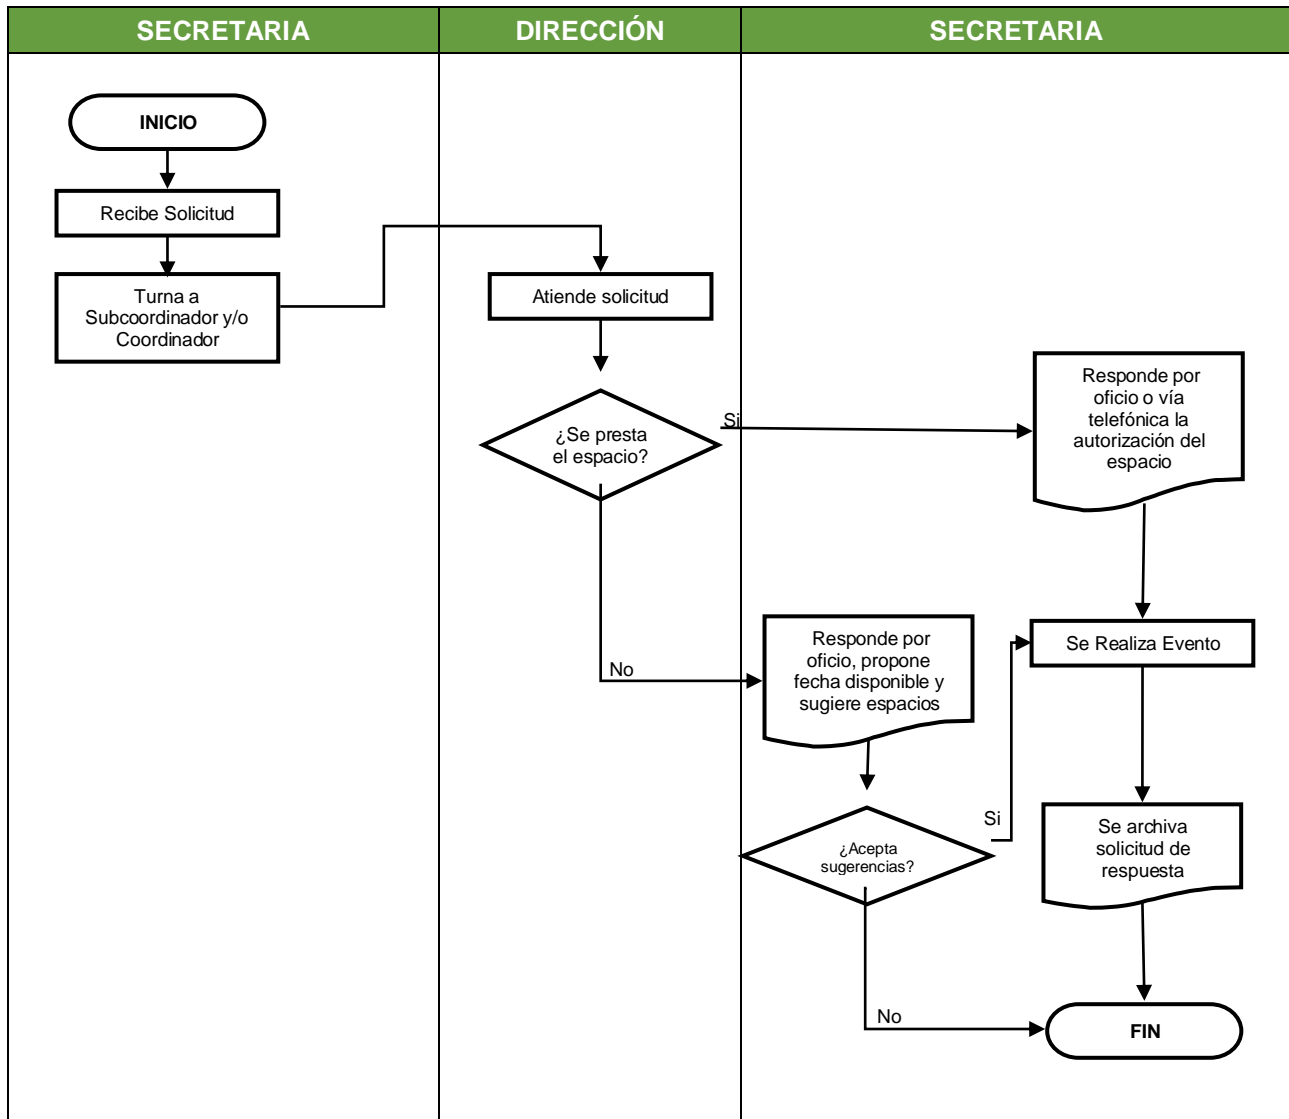 SECRETARIA
DIRECCIÓN
SECRETARIA
INICIO
Recibe Solicitud
Turna a
Subcoordinador y/o
Coordinador
Atiende solicitud
¿Se presta
el espacio?
Si
Responde por
oficio o vía
telefónica la
autorización del
espacio
No
Responde por
oficio, propone
fecha disponible y
sugiere espacios
Se Realiza Evento
¿Acepta
sugerencias?
Si
Se archiva
solicitud de
respuesta
No
FIN